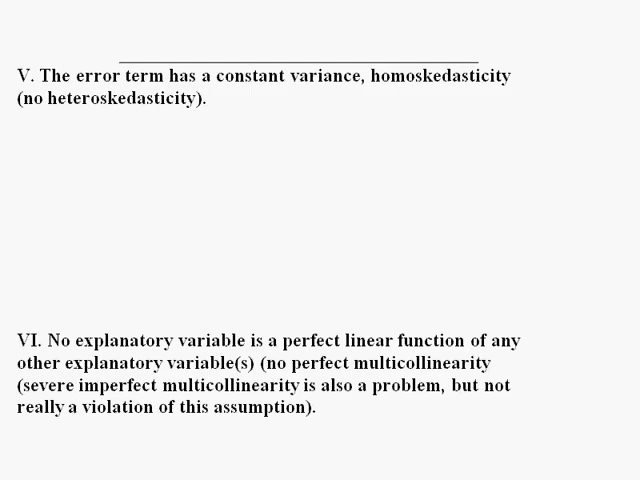 V. The error term has a constant variance, homoskedasticity
(no heteroskedasticity).
VI. No explanatory variable is a perfect linear function of any
other explanatory variable(s) (no perfect multicollinearity
(severe imperfect multicollinearity is also a problem, but not
really a violation of this assumption).